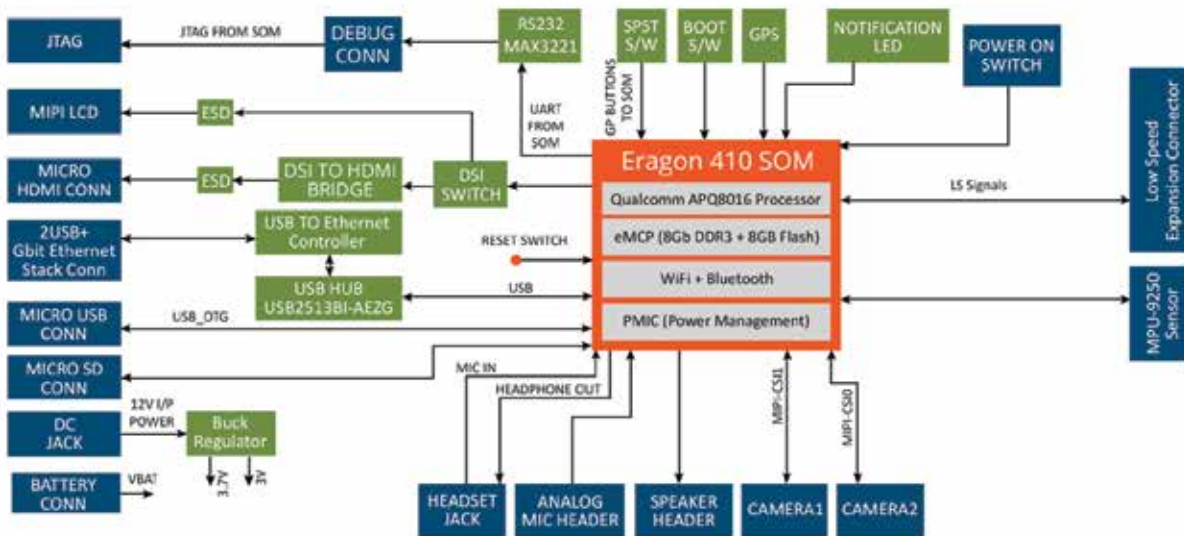 JTAG
JTAG FROM SOM
DEBUG
CONN
RS232
MAX3221
SPST
S/W
BOOT
S/W
GPS
NOTIFICATION
LED
POWER ON
SWITCH
MIPI LCD
ESD
UART
FROM
SOM
GP BUTTONS
TO SOM
MICRO
HDMI CONN
ESD
DSI TO HDMI
BRIDGE
DSI
SWITCH
Eragon 410 SOM
Qualcomm APQ8016 Processor
eMCP (8Gb DDR3 + 8GB Flash)
WiFi + Bluetooth
PMIC (Power Management)
LS Signals
Low Speed
Expansion Connector
2USB+
Gbit Ethernet
Stack Conn
USB TO Ethernet
Controller
RESET SWITCH
USB HUB
USB2513BI-AEZG
USB
MPU-9250
Sensor
MICRO USB
CONN
USB_OTG
MICRO SD
CONN
MIC IN
HEADPHONE OUT
MIPI-CSI1
MIPI-CSI0
DC
JACK
12V I/P
POWER
Buck
Regulator
3.7V
3V
BATTERY
CONN
VBAT
HEADSET
JACK
ANALOG
MIC HEADER
SPEAKER
HEADER
CAMERA1
CAMERA2